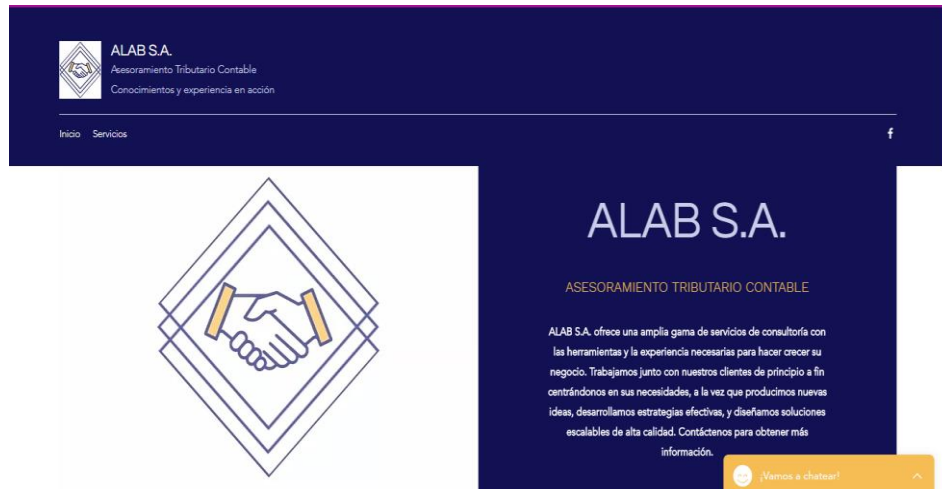 ALAB S.A.
Asesoramiento Tributario Contable
Conocimientos y experiencia en acción
Inicio Servicios
f
ALAB S.A.
ASESORAMIENTO TRIBUTARIO CONTABLE
ALAB S.A. ofrece una amplia gama de servicios de consultoría con
las herramientas y la experiencia necesarias para hacer crecer su
negocio. Trabajamos junto con nuestros clientes de principio a fin
centrándonos en sus necesidades, a la vez que producimos nuevas
ideas, desarrollamos estrategias efectivas, y diseñamos soluciones
escalables de alta calidad. Contáctenos para obtener más
información.
¡Vamos a chatear!